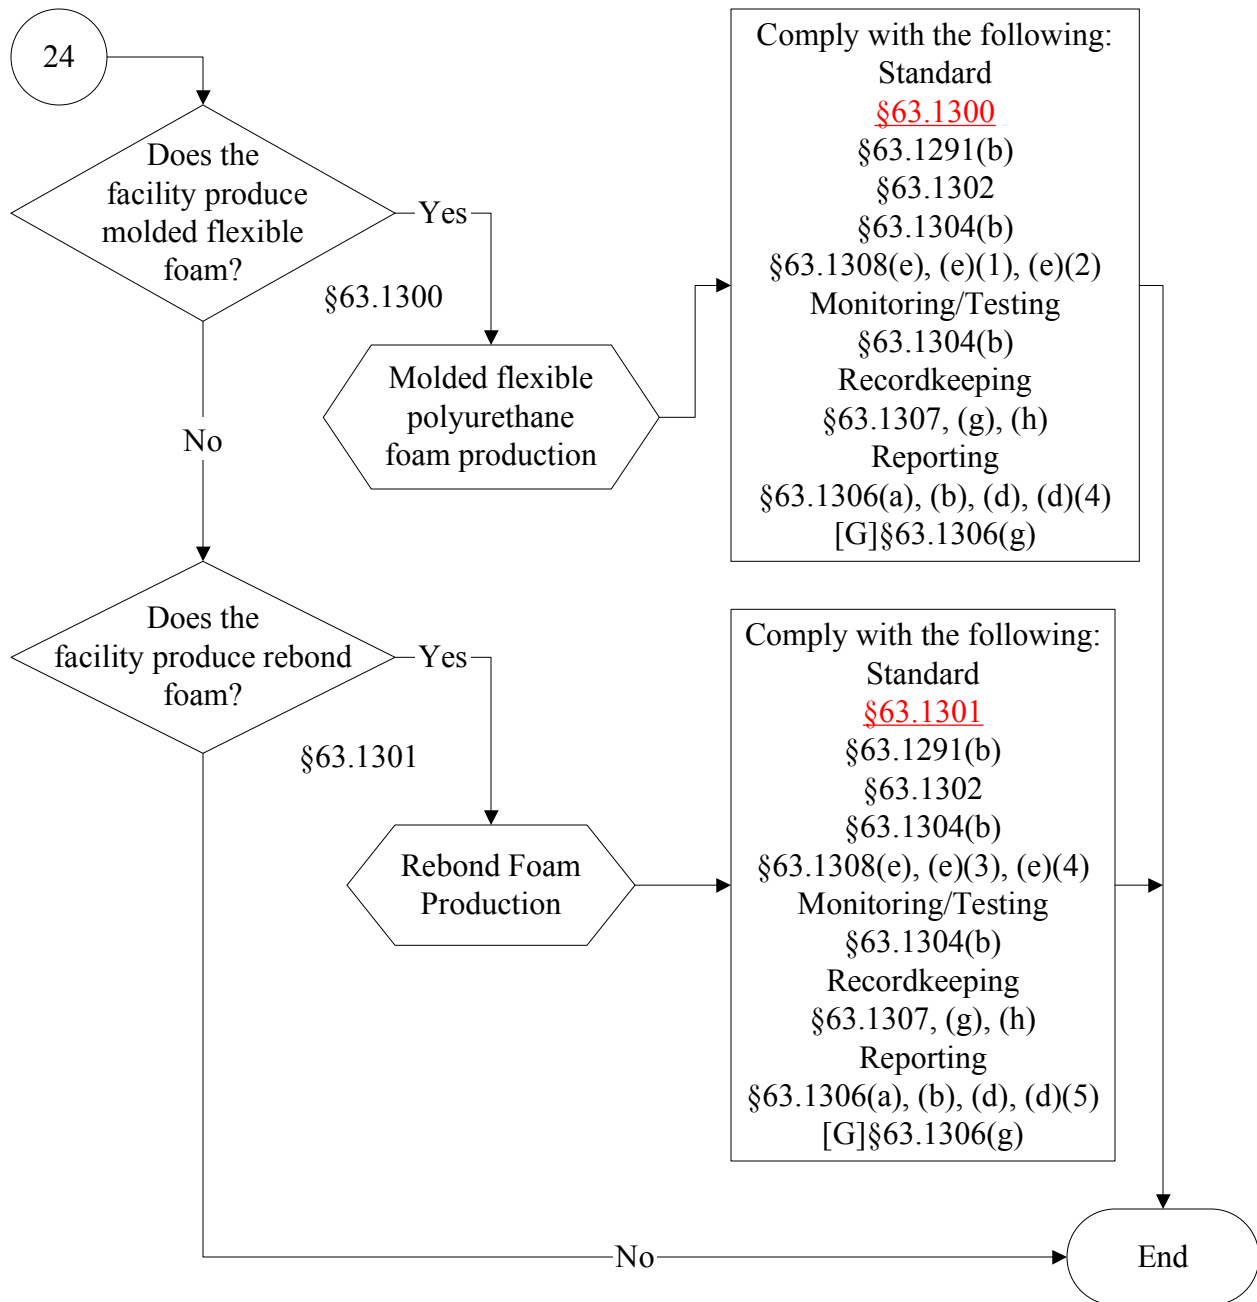 24
Does the
facility produce
molded flexible
foam?
Yes
§63.1300
No
Molded flexible
polyurethane
foam production
Comply with the following:
Standard
§63.1300
§63.1291(b)
§63.1302
§63.1304(b)
§63.1308(e), (e)(1), (e)(2)
Monitoring/Testing
§63.1304(b)
Recordkeeping
§63.1307, (g), (h)
Reporting
§63.1306(a), (b), (d), (d)(4)
[G]§63.1306(g)
Does the
facility produce rebond
foam?
Yes
§63.1301
Rebond Foam
Production
Comply with the following:
Standard
§63.1301
§63.1291(b)
§63.1302
§63.1304(b)
§63.1308(e), (e)(3), (e)(4)
Monitoring/Testing
§63.1304(b)
Recordkeeping
§63.1307, (g), (h)
Reporting
§63.1306(a), (b), (d), (d)(5)
[G]§63.1306(g)
No
End